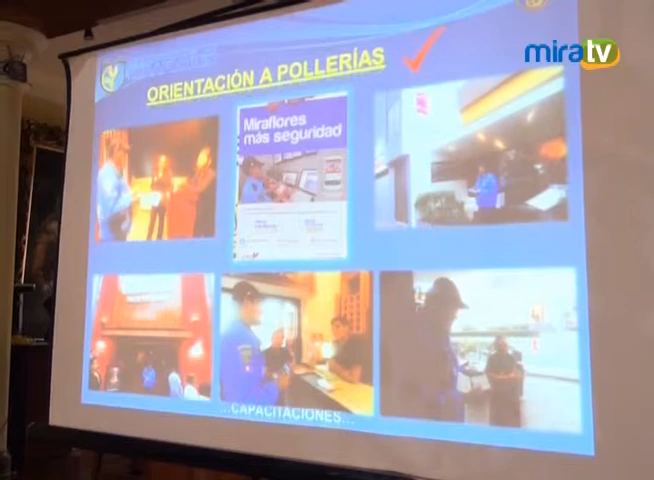 miratv
ORIENTACIÓN A POLLERÍAS
Miraflores
más seguridad
...CAPACITACIONES...